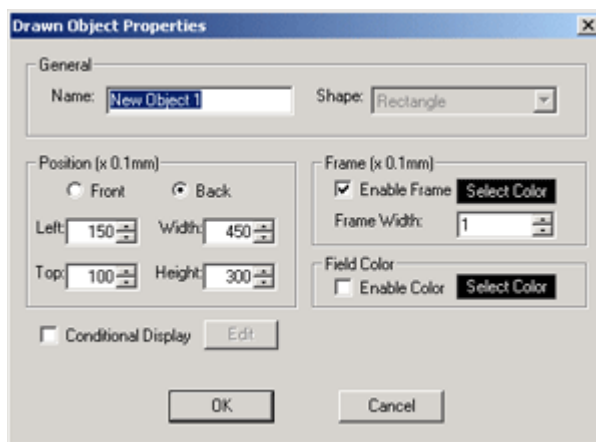 Drawn Object Properties
General
Name: New Object 1
Shape: Rectangle
Position (x 0.1mm)
Front
Back
Left: 150
Width: 450
Top: 100
Height: 300
Frame (x 0.1mm)
Enable Frame
Select Color
Frame Width: 1
Field Color
Enable Color
Select Color
Conditional Display
Edit
OK
Cancel